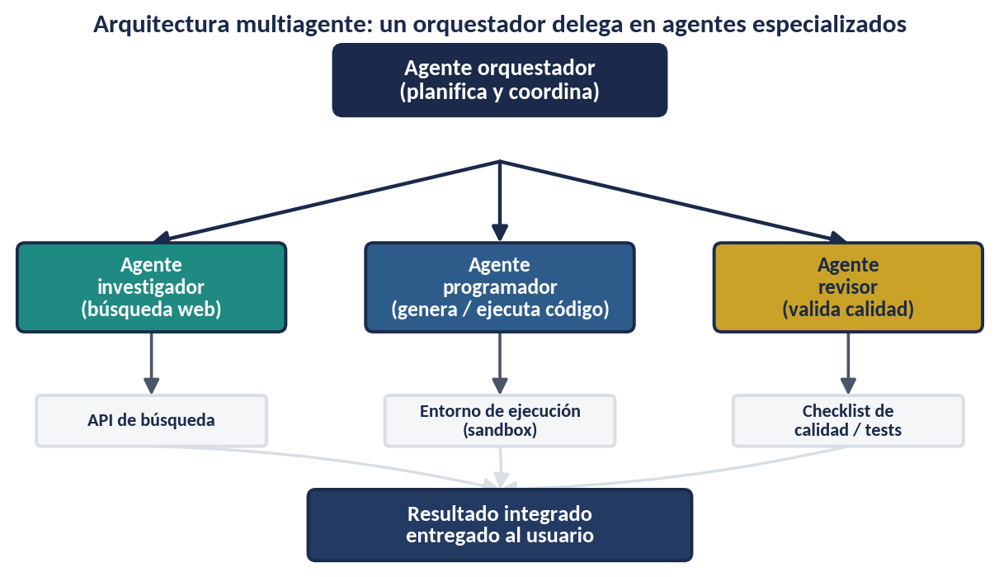 Arquitectura multiagente: un orquestador delega en agentes especializados
Agente orquestador
(planifica y coordina)
Agente
investigador
(búsqueda web)
Agente
programador
(genera / ejecuta código)
Agente
revisor
(valida calidad)
API de búsqueda
Entorno de ejecución
(sandbox)
Checklist de
calidad / tests
Resultado integrado
entregado al usuario